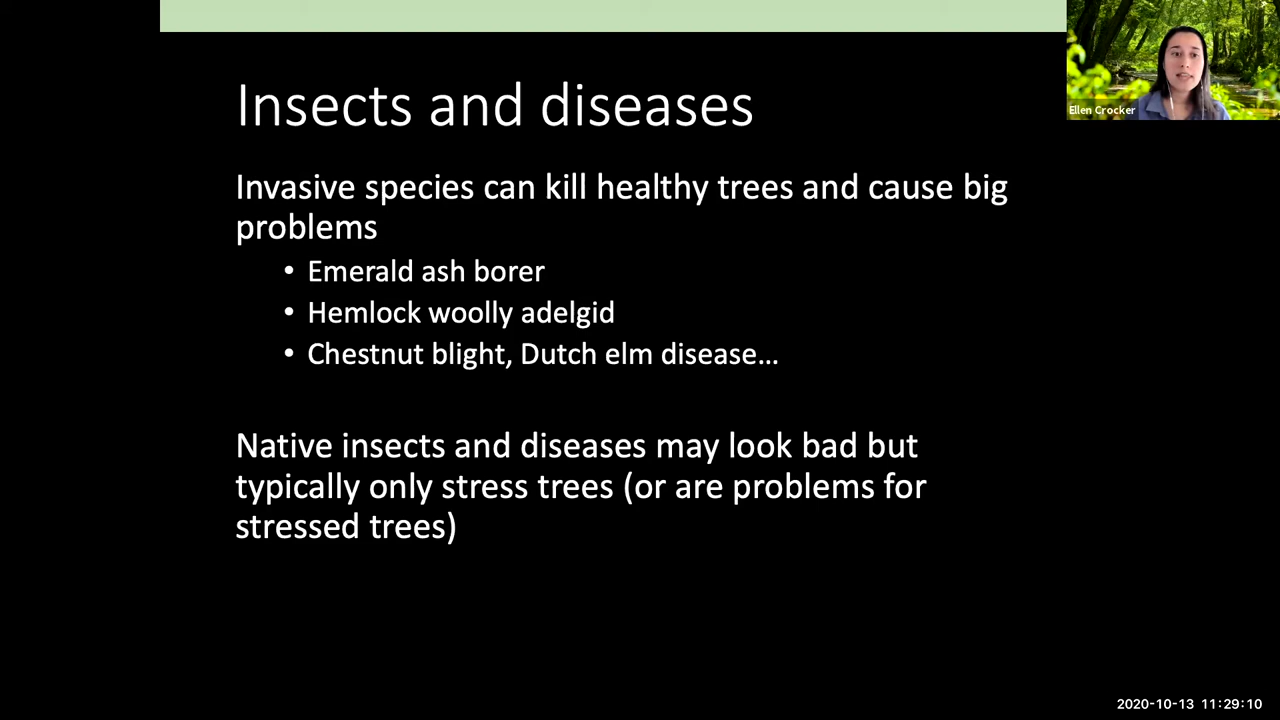 Insects and diseases
Ellen Crocker
Invasive species can kill healthy trees and cause big
problems
• Emerald ash borer
• Hemlock woolly adelgid
• Chestnut blight, Dutch elm disease…
Native insects and diseases may look bad but
typically only stress trees (or are problems for
stressed trees)
2020-10-13 11:29:10